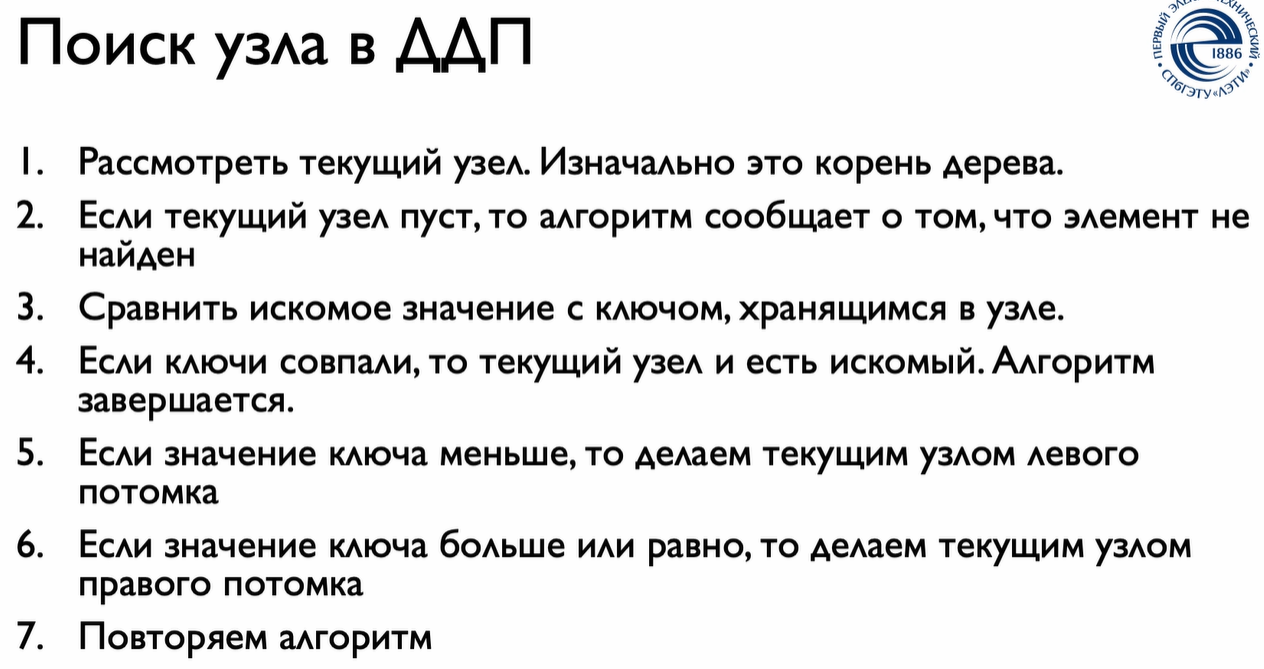 Поиск узла в ДДП
ПЕРВЫЙ ЭЛЕКТРОТЕХНИЧЕСКИЙ
1886
СПбГЭТУ «ЛЭТИ»
1. Рассмотреть текущий узел. Изначально это корень дерева.
2. Если текущий узел пуст, то алгоритм сообщает о том, что элемент не
найден
3. Сравнить искомое значение с ключом, хранящимся в узле.
4. Если ключи совпали, то текущий узел и есть искомый. Алгоритм
завершается.
5. Если значение ключа меньше, то делаем текущим узлом левого
потомка
6. Если значение ключа больше или равно, то делаем текущим узлом
правого потомка
7. Повторяем алгоритм